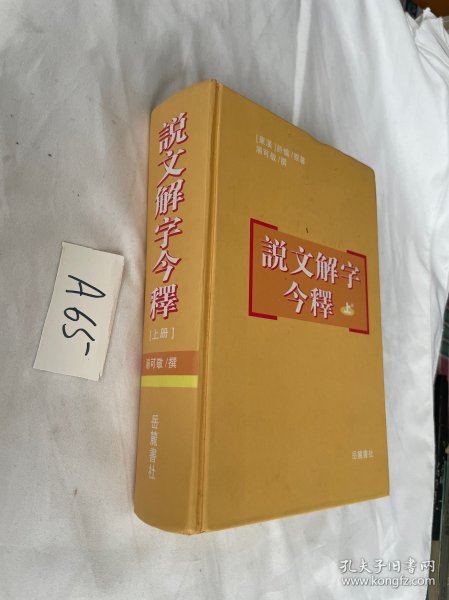 A65
說文解字今釋
[上册]
湯可敬/撰
岳麓書社
[東漢]許慎/原著
湯可敬/撰
說文解字
今釋
上
岳麓書社
孔夫子旧书网
www.kongfz.com